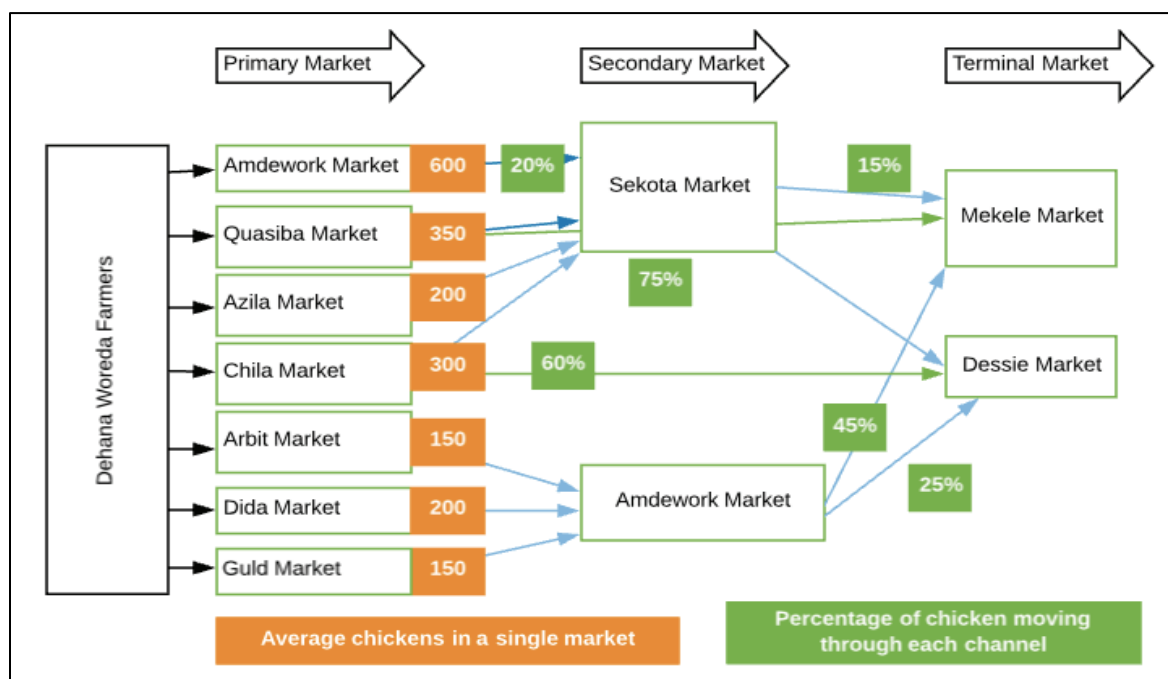 Primary Market
Secondary Market
Terminal Market
Dehana Woreda Farmers
Amdework Market
600
20%
Quasiba Market
350
Azila Market
200
Chila Market
300
60%
Arbit Market
150
Dida Market
200
Guld Market
150
Sekota Market
75%
Amdework Market
15%
45%
25%
Mekele Market
Dessie Market
Average chickens in a single market
Percentage of chicken moving
through each channel